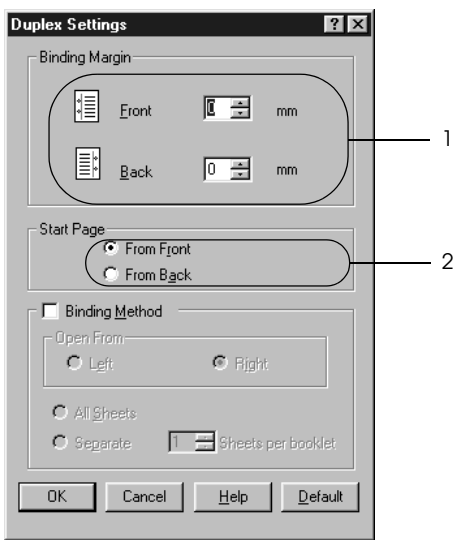 Duplex Settings
Binding Margin
Front 0 mm
1
Back 0 mm
Start Page
From Front
2
From Back
Binding Method
Open From
Left Right
All Sheets
Separate 1 Sheets per booklet
OK Cancel Help Default